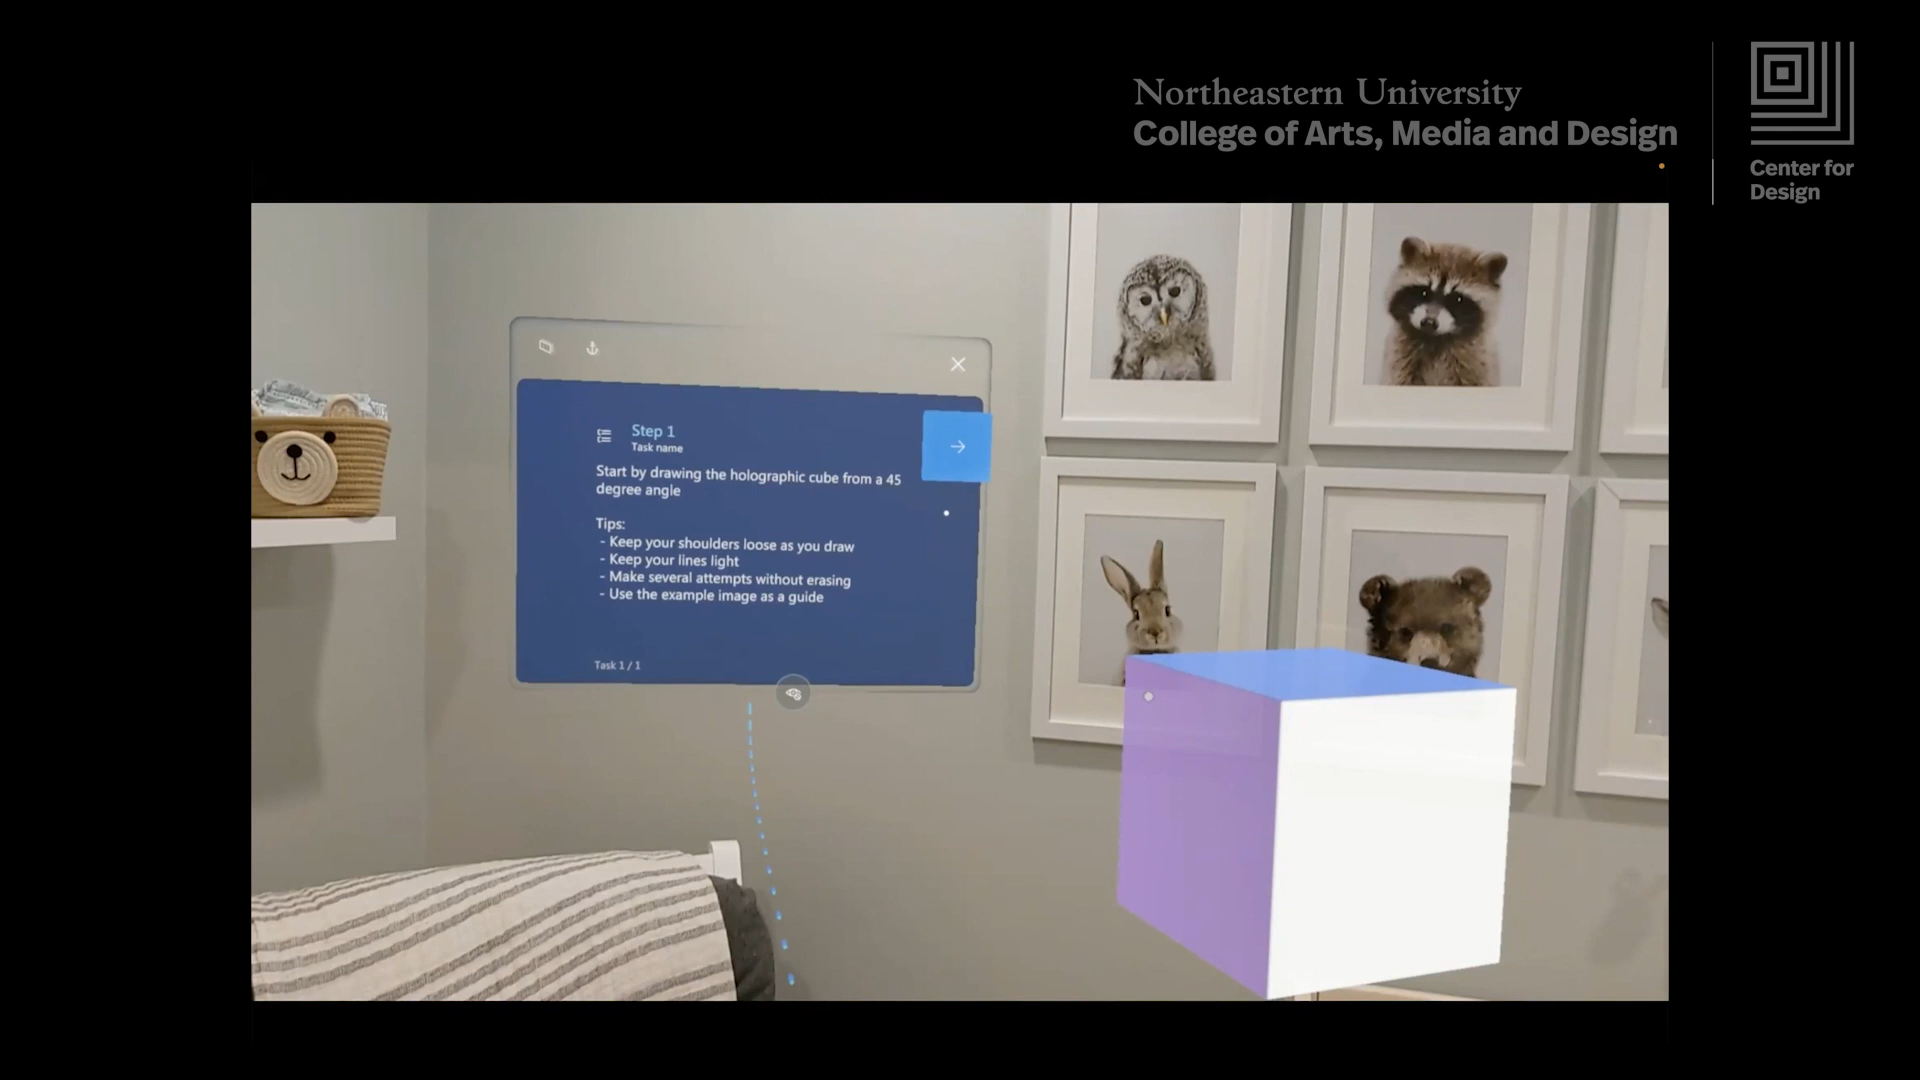 Northeastern University
College of Arts, Media and Design
Center for
Design
Step 1
Task name
Start by drawing the holographic cube from a 45
degree angle
Tips:
- Keep your shoulders loose as you draw
- Keep your lines light
- Make several attempts without erasing
- Use the example image as a guide
Task 1 / 1